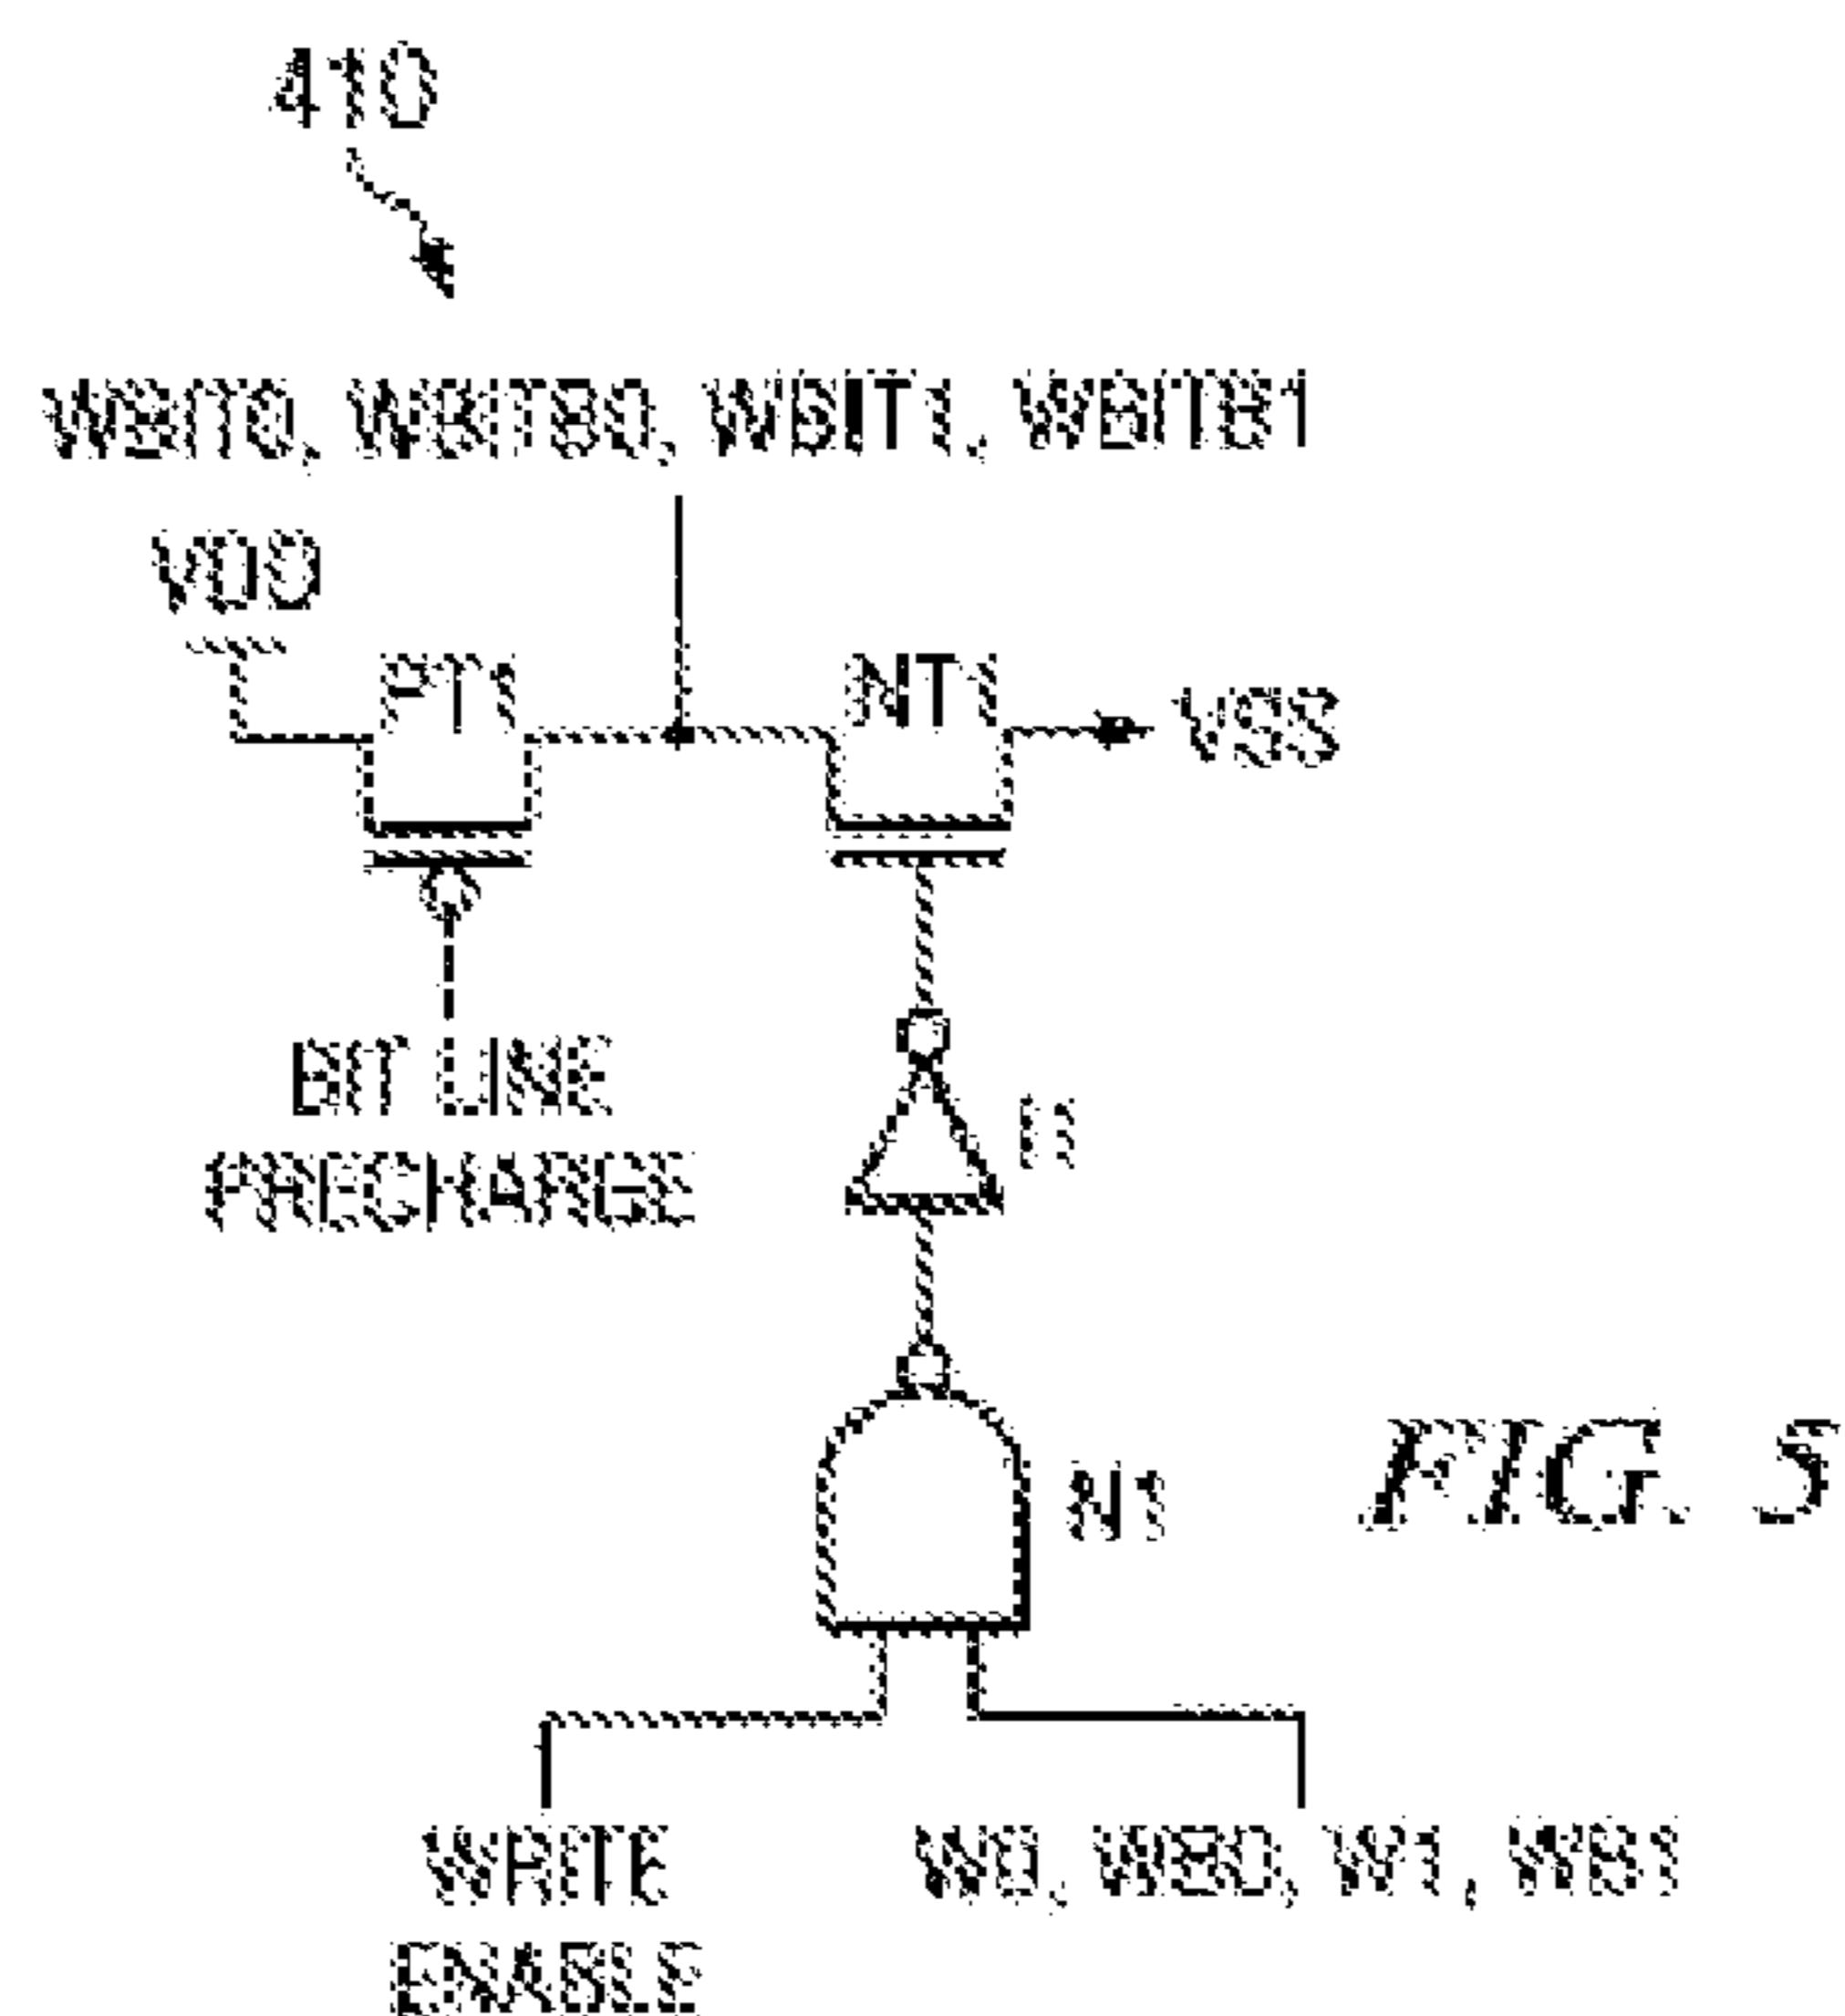 410
WBIT0, WBITB0, WBIT1, WBITB1
VDD
PT1
NT1
VSS
BIT LINE
PRECHARGE
I1
N1
FIG. 5
WRITE
ENABLE
W0, WB0, W1, WB1